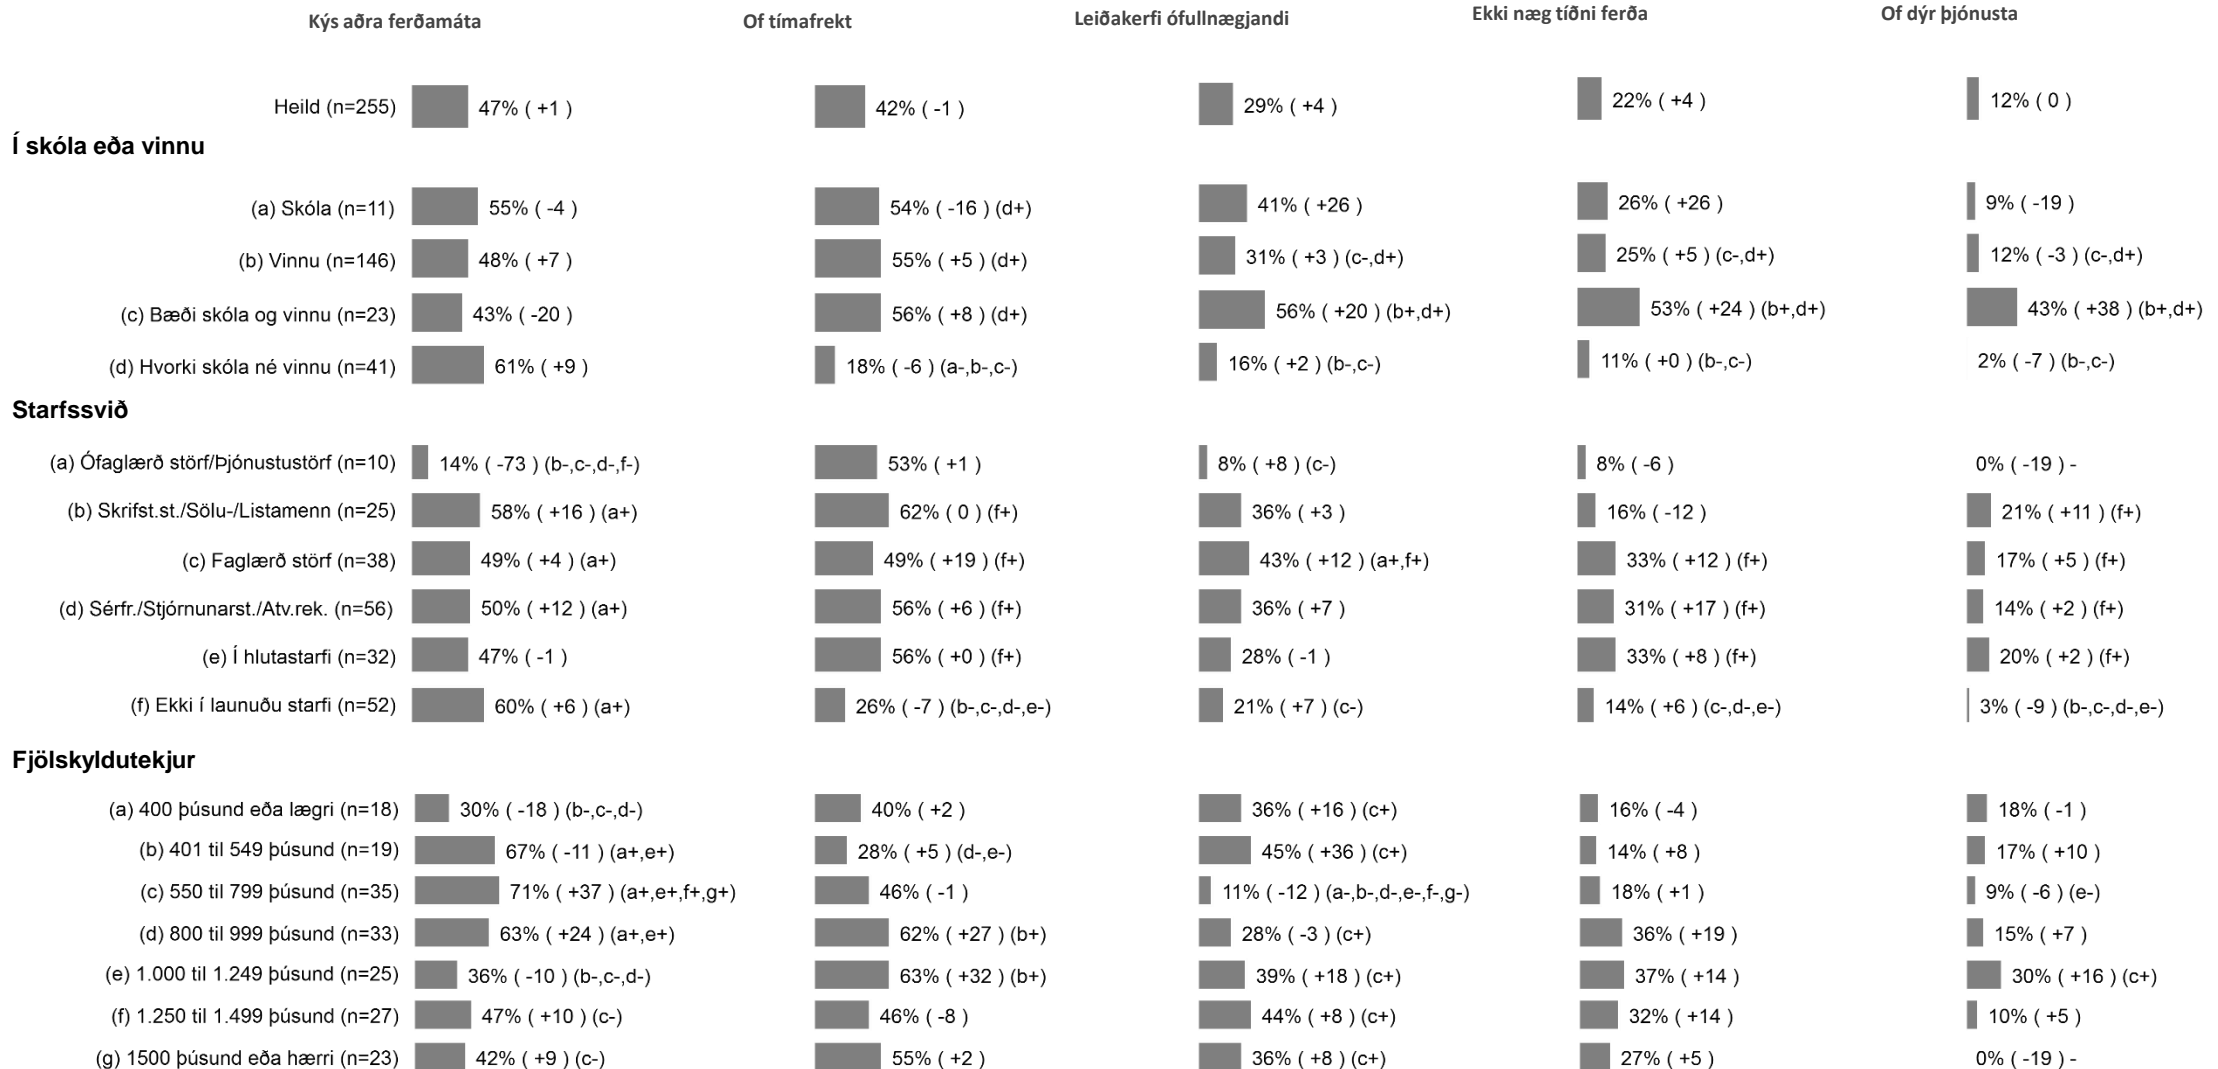 Kýs aðra ferðamáta Of tímafrekt Leiðakerfi ófullnægjandi Ekki næg tíðni ferða Of dýr þjónusta
Heild (n=255) 47% ( +1 ) 42% ( -1 ) 29% ( +4 ) 22% ( +4 ) 12% ( 0 )
Í skóla eða vinnu
(a) Skóla (n=11) 55% ( -4 ) 54% ( -16 ) (d+) 41% ( +26 ) 26% ( +26 ) 9% ( -19 )
(b) Vinnu (n=146) 48% ( +7 ) 55% ( +5 ) (d+) 31% ( +3 ) (c-,d+) 25% ( +5 ) (c-,d+) 12% ( -3 ) (c-,d+)
(c) Bæði skóla og vinnu (n=23) 43% ( -20 ) 56% ( +8 ) (d+) 56% ( +20 ) (b+,d+) 53% ( +24 ) (b+,d+) 43% ( +38 ) (b+,d+)
(d) Hvorki skóla né vinnu (n=41) 61% ( +9 ) 18% ( -6 ) (a-,b-,c-) 16% ( +2 ) (b-,c-) 11% ( +0 ) (b-,c-) 2% ( -7 ) (b-,c-)
Starfssvið
(a) Ófaglærð störf/Þjónustustörf (n=10) 14% ( -73 ) (b-,c-,d-,f-) 53% ( +1 ) 8% ( +8 ) (c-) 8% ( -6 ) 0% ( -19 ) -
(b) Skrifst.st./Sölu-/Listamenn (n=25) 58% ( +16 ) (a+) 62% ( 0 ) (f+) 36% ( +3 ) 16% ( -12 ) 21% ( +11 ) (f+)
(c) Faglærð störf (n=38) 49% ( +4 ) (a+) 49% ( +19 ) (f+) 43% ( +12 ) (a+,f+) 33% ( +12 ) (f+) 17% ( +5 ) (f+)
(d) Sérfr./Stjórnunarst./Atv.rek. (n=56) 50% ( +12 ) (a+) 56% ( +6 ) (f+) 36% ( +7 ) 31% ( +17 ) (f+) 14% ( +2 ) (f+)
(e) Í hlutastarfi (n=32) 47% ( -1 ) 56% ( +0 ) (f+) 28% ( -1 ) 33% ( +8 ) (f+) 20% ( +2 ) (f+)
(f) Ekki í launuðu starfi (n=52) 60% ( +6 ) (a+) 26% ( -7 ) (b-,c-,d-,e-) 21% ( +7 ) (c-) 14% ( +6 ) (c-,d-,e-) 3% ( -9 ) (b-,c-,d-,e-)
Fjölskyldutekjur
(a) 400 þúsund eða lægri (n=18) 30% ( -18 ) (b-,c-,d-) 40% ( +2 ) 36% ( +16 ) (c+) 16% ( -4 ) 18% ( -1 )
(b) 401 til 549 þúsund (n=19) 67% ( -11 ) (a+,e+) 28% ( +5 ) (d-,e-) 45% ( +36 ) (c+) 14% ( +8 ) 17% ( +10 )
(c) 550 til 799 þúsund (n=35) 71% ( +37 ) (a+,e+,f+,g+) 46% ( -1 ) 11% ( -12 ) (a-,b-,d-,e-,f-,g-) 18% ( +1 ) 9% ( -6 ) (e-)
(d) 800 til 999 þúsund (n=33) 63% ( +24 ) (a+,e+) 62% ( +27 ) (b+) 28% ( -3 ) (c+) 36% ( +19 ) 15% ( +7 )
(e) 1.000 til 1.249 þúsund (n=25) 36% ( -10 ) (b-,c-,d-) 63% ( +32 ) (b+) 39% ( +18 ) (c+) 37% ( +14 ) 30% ( +16 ) (c+)
(f) 1.250 til 1.499 þúsund (n=27) 47% ( +10 ) (c-) 46% ( -8 ) 44% ( +8 ) (c+) 32% ( +14 ) 10% ( +5 )
(g) 1500 þúsund eða hærri (n=23) 42% ( +9 ) (c-) 55% ( +2 ) 36% ( +8 ) (c+) 27% ( +5 ) 0% ( -19 ) -